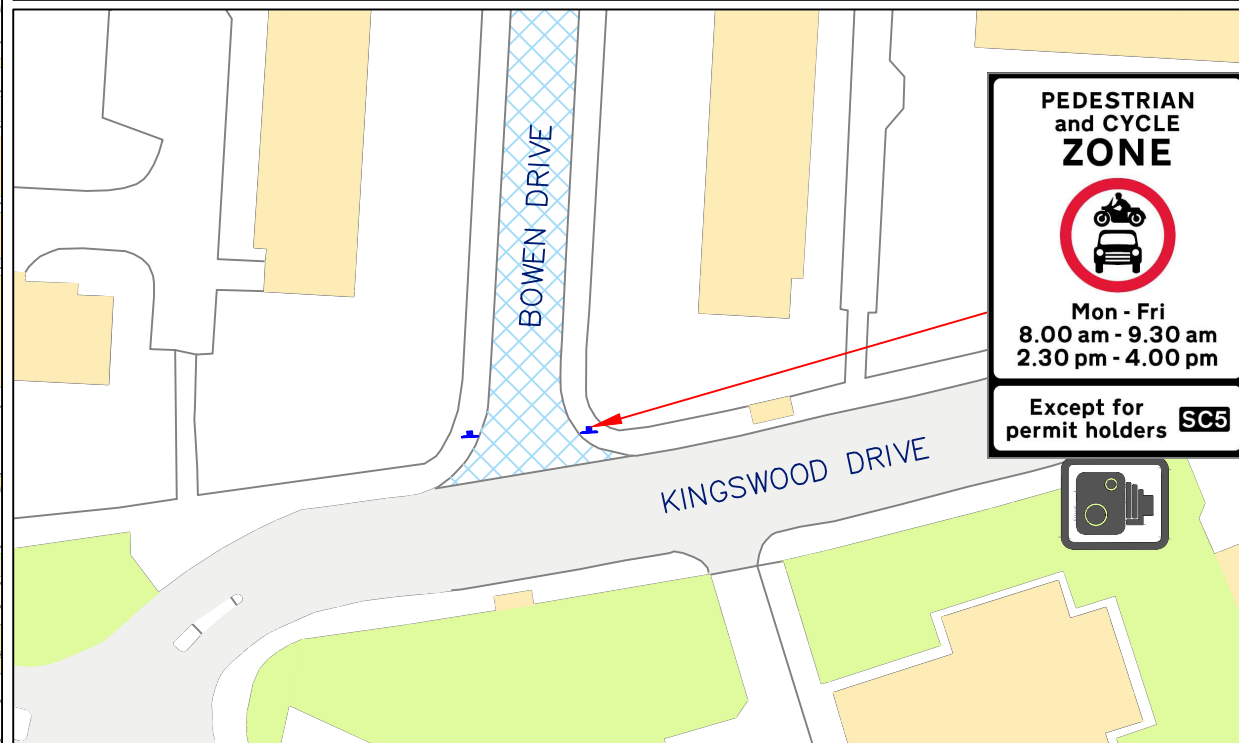 BOWEN DRIVE
KINGSWOOD DRIVE
PEDESTRIAN
and CYCLE
ZONE
Mon - Fri
8.00 am - 9.30 am
2.30 pm - 4.00 pm
Except for
permit holders SC5